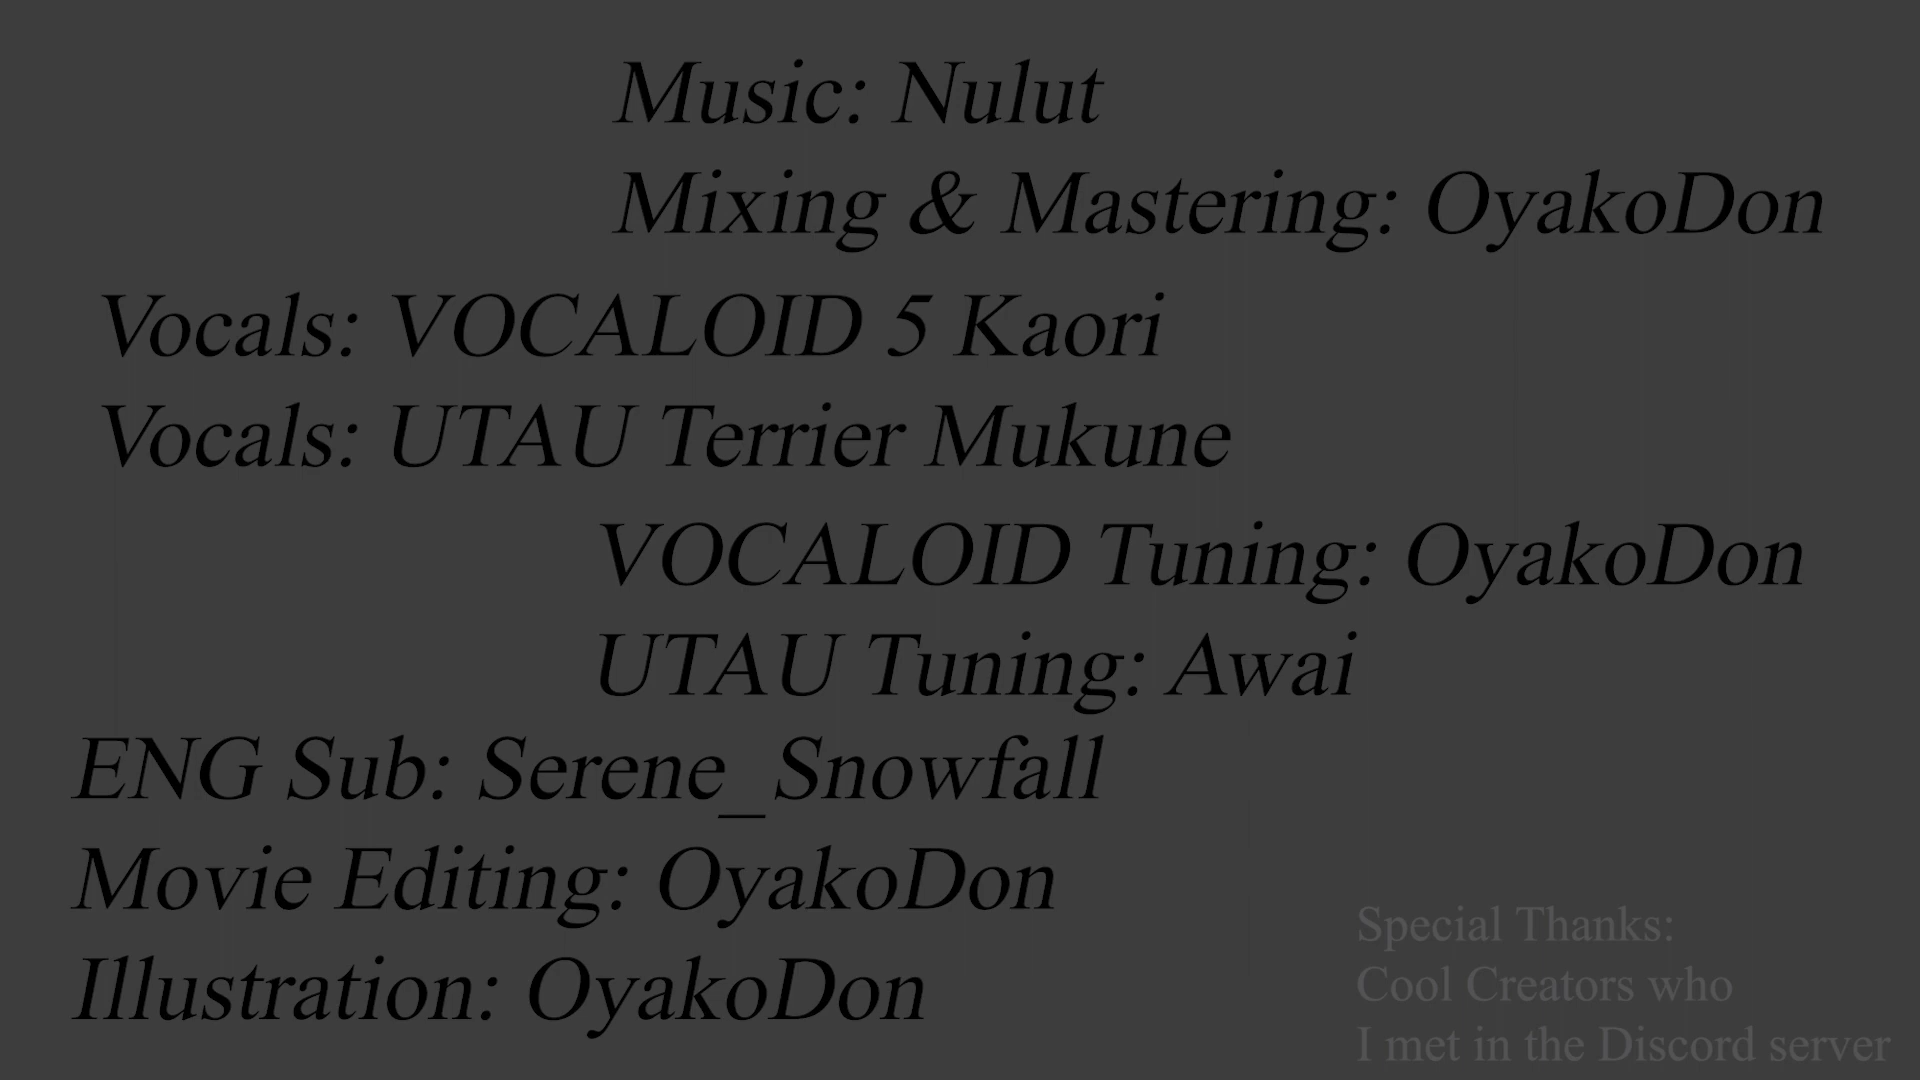 Music: Nulut
Mixing & Mastering: OyakoDon
Vocals: VOCALOID 5 Kaori
Vocals: UTAU Terrier Mukune
VOCALOID Tuning: OyakoDon
UTAU Tuning: Awai
ENG Sub: Serene_Snowfall
Movie Editing: OyakoDon
Illustration: OyakoDon
Special Thanks:
Cool Creators who
I met in the Discord server